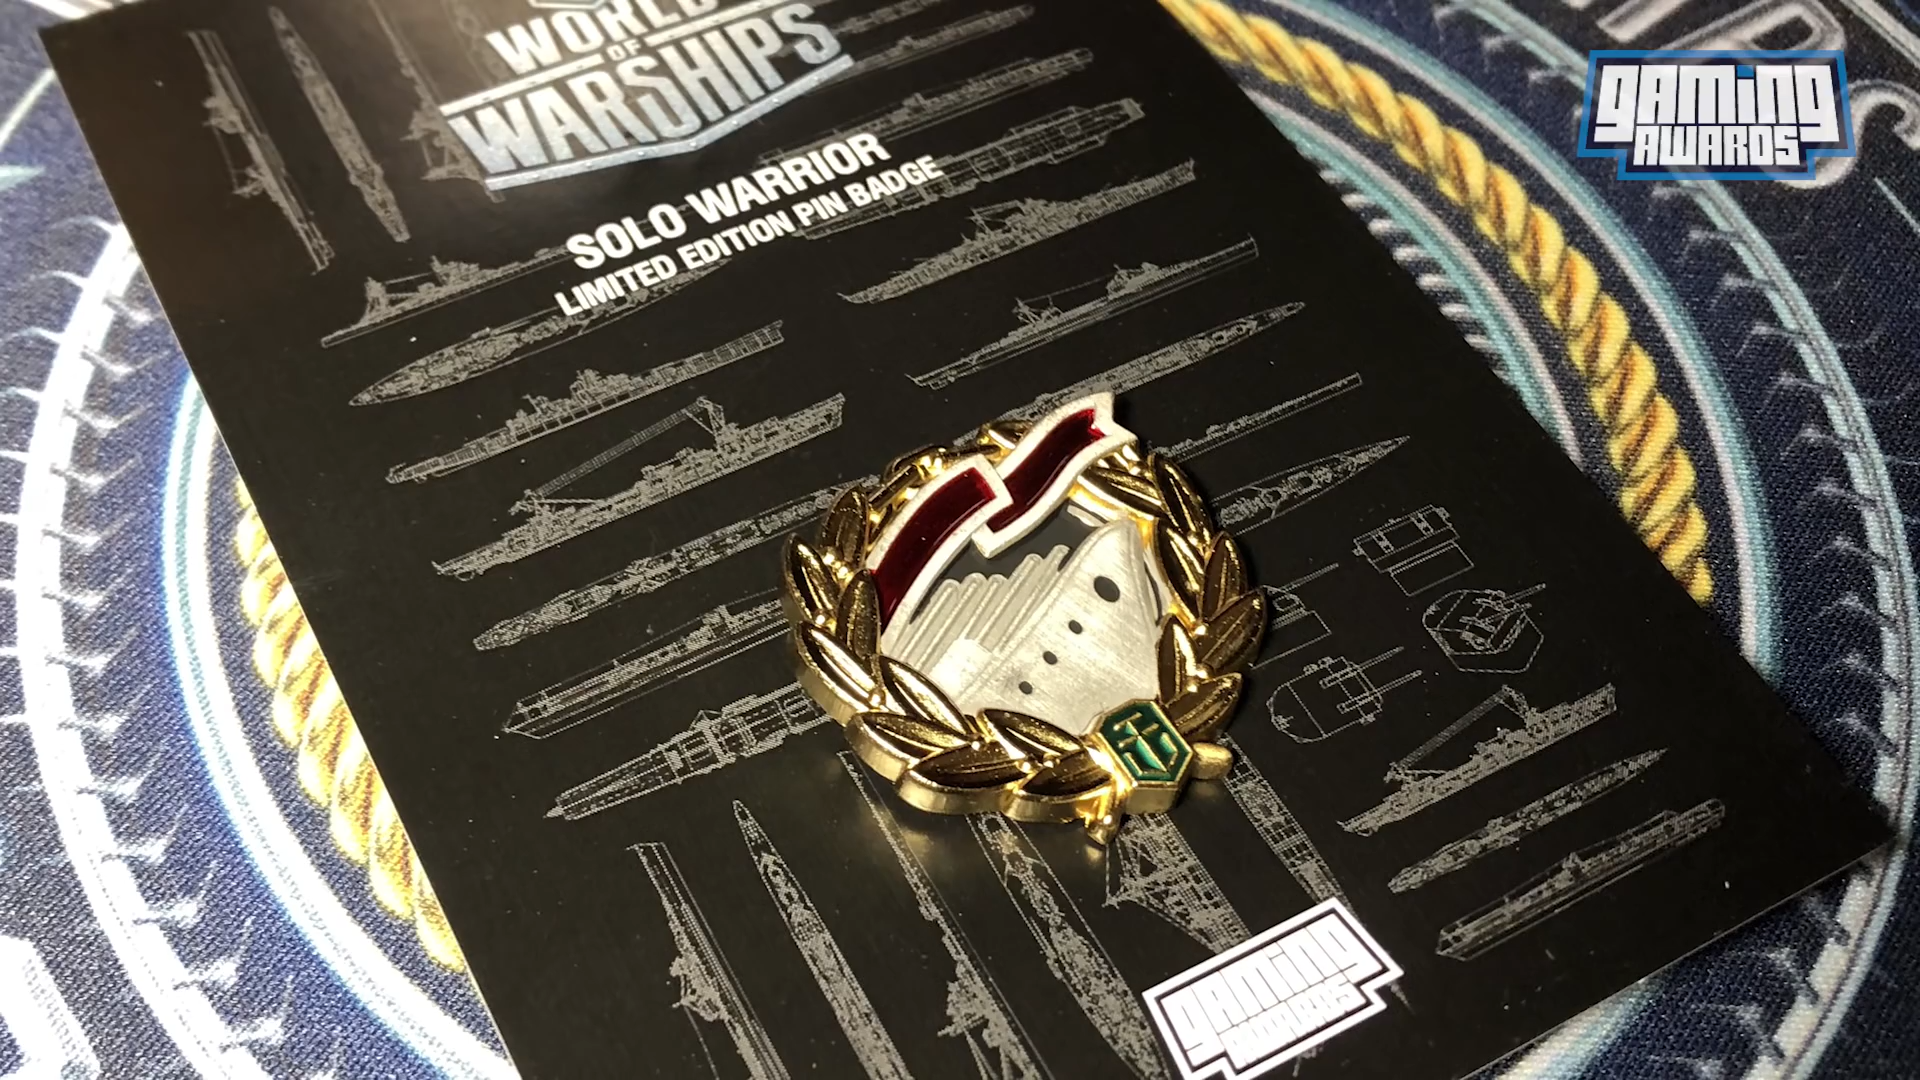 WORLD
OF
WARSHIPS
SOLO WARRIOR
LIMITED EDITION PIN BADGE
gAMiNg
AWARDS
gAMiNg
AWARDS